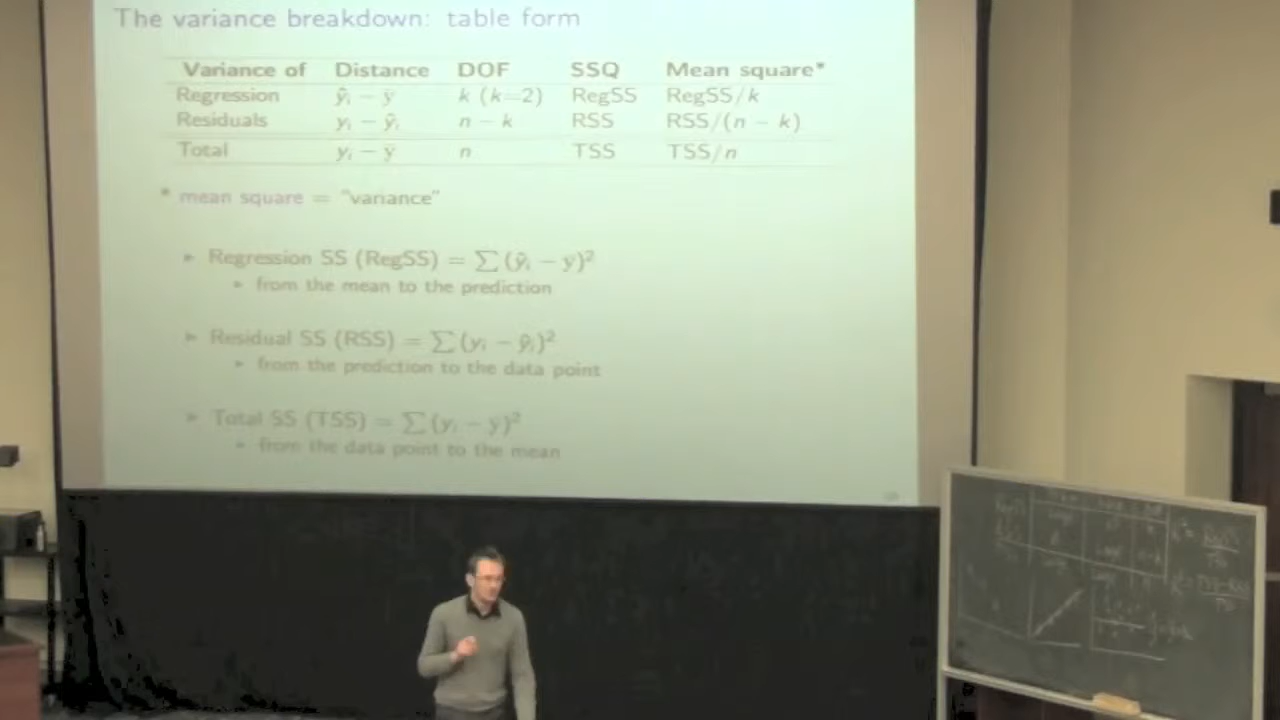 The variance breakdown: table form
Variance of Distance DOF SSQ Mean square*
Regression ŷᵢ − ȳ k (k=2) RegSS RegSS/k
Residuals yᵢ − ŷᵢ n − k RSS RSS/(n − k)
Total yᵢ − ȳ n TSS TSS/n
* mean square = "variance"
► Regression SS (RegSS) = ∑(ŷᵢ − ȳ)²
► from the mean to the prediction
► Residual SS (RSS) = ∑(yᵢ − ŷᵢ)²
► from the prediction to the data point
► Total SS (TSS) = ∑(yᵢ − ȳ)²
► from the data point to the mean